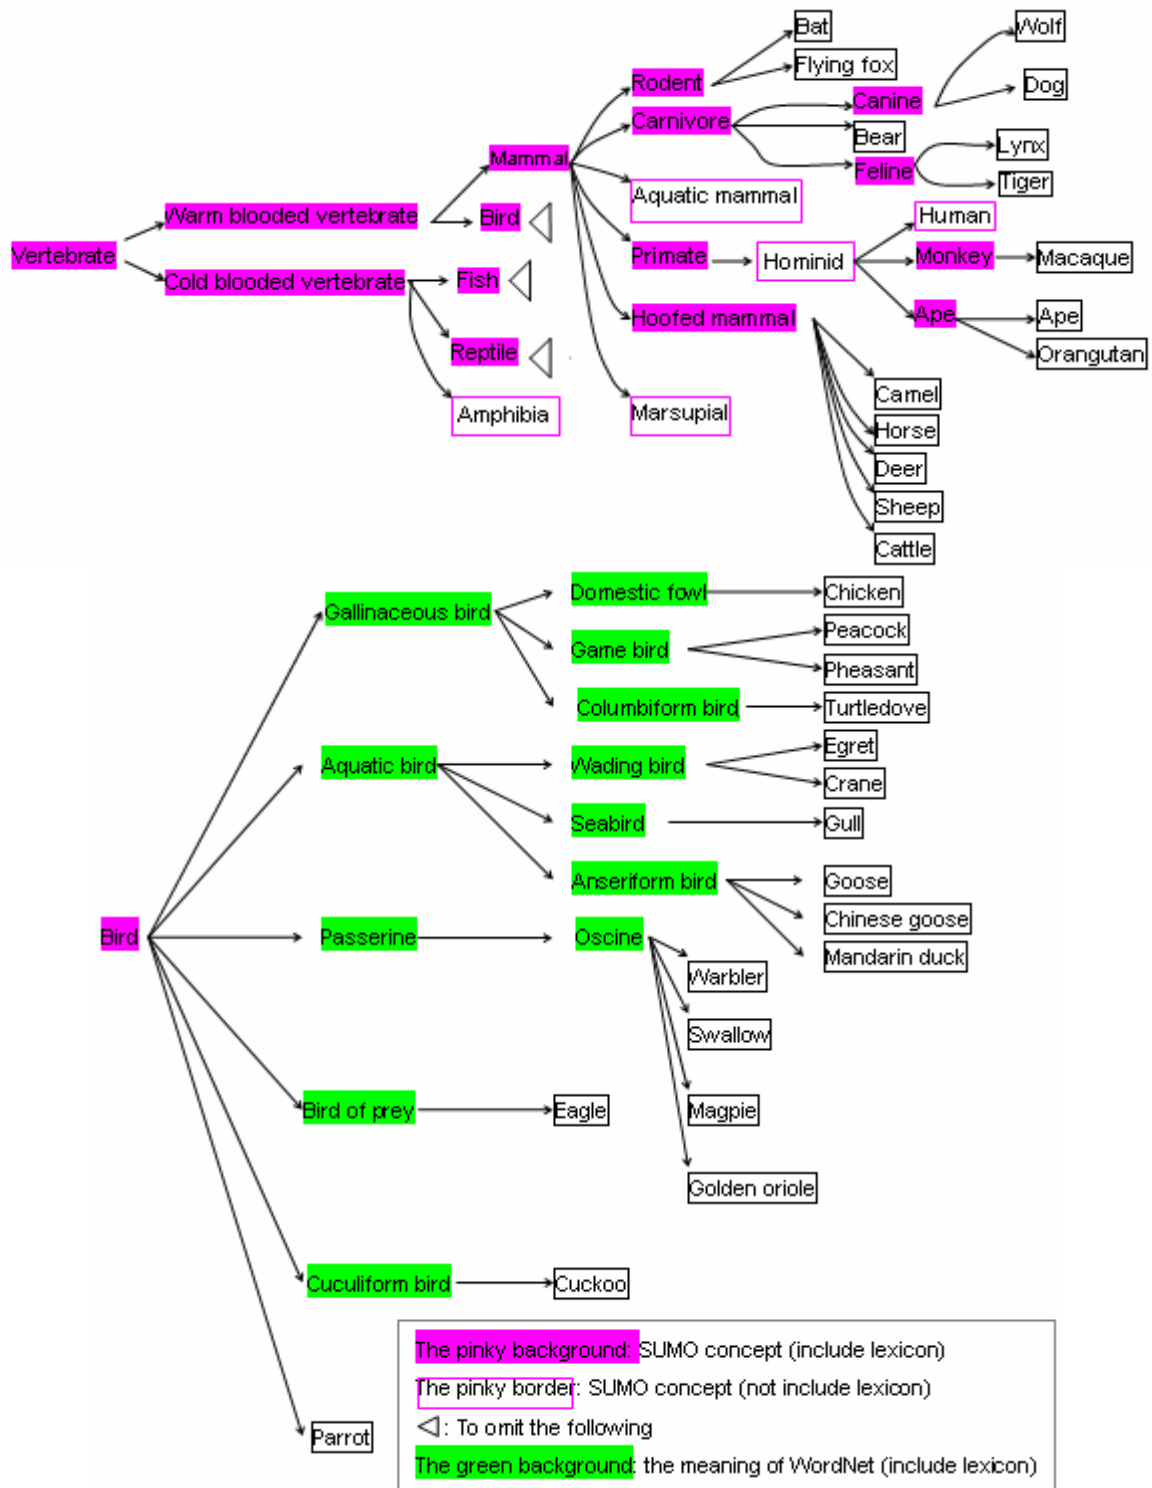 Bat
Wolf
Flying fox
Rodent
Dog
Canine
Carnivore
Bear
Lynx
Mammal
Feline
Tiger
Aquatic mammal
Warm blooded vertebrate
Bird
Human
Vertebrate
Primate
Hominid
Monkey
Macaque
Cold blooded vertebrate
Fish
Hoofed mammal
Ape
Ape
Reptile
Orangutan
Camel
Amphibia
Marsupial
Horse
Deer
Sheep
Cattle
Domestic fowl
Chicken
Gallinaceous bird
Peacock
Game bird
Pheasant
Columbiform bird
Turtledove
Egret
Aquatic bird
Wading bird
Crane
Seabird
Gull
Anseriform bird
Goose
Chinese goose
Bird
Passerine
Oscine
Mandarin duck
Warbler
Swallow
Bird of prey
Eagle
Magpie
Golden oriole
Cuculiform bird
Cuckoo
The pinky background: SUMO concept (include lexicon)
The pinky border: SUMO concept (not include lexicon)
: To omit the following
Parrot
The green background: the meaning of WordNet (include lexicon)